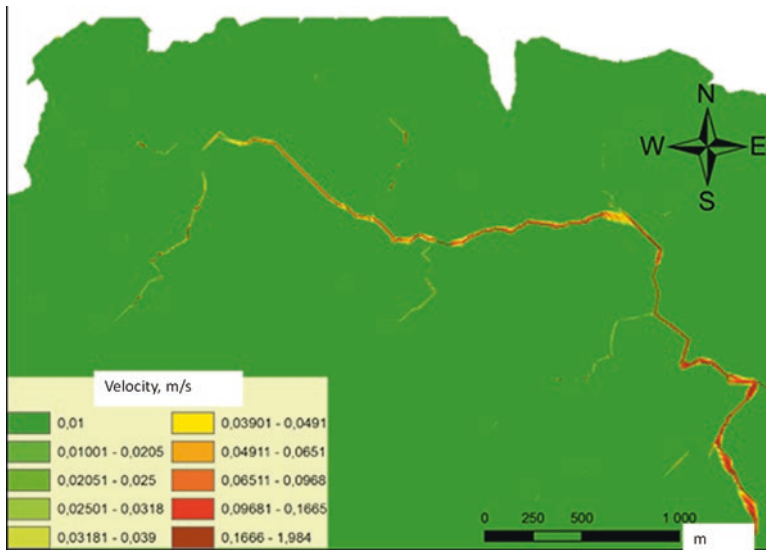 N
W E
S
Velocity, m/s
0,01
0,01001 - 0,0205
0,02051 - 0,025
0,02501 - 0,0318
0,03181 - 0,039
0,03901 - 0,0491
0,04911 - 0,0651
0,06511 - 0,0968
0,09681 - 0,1665
0,1666 - 1,984
0 250 500 1 000
m